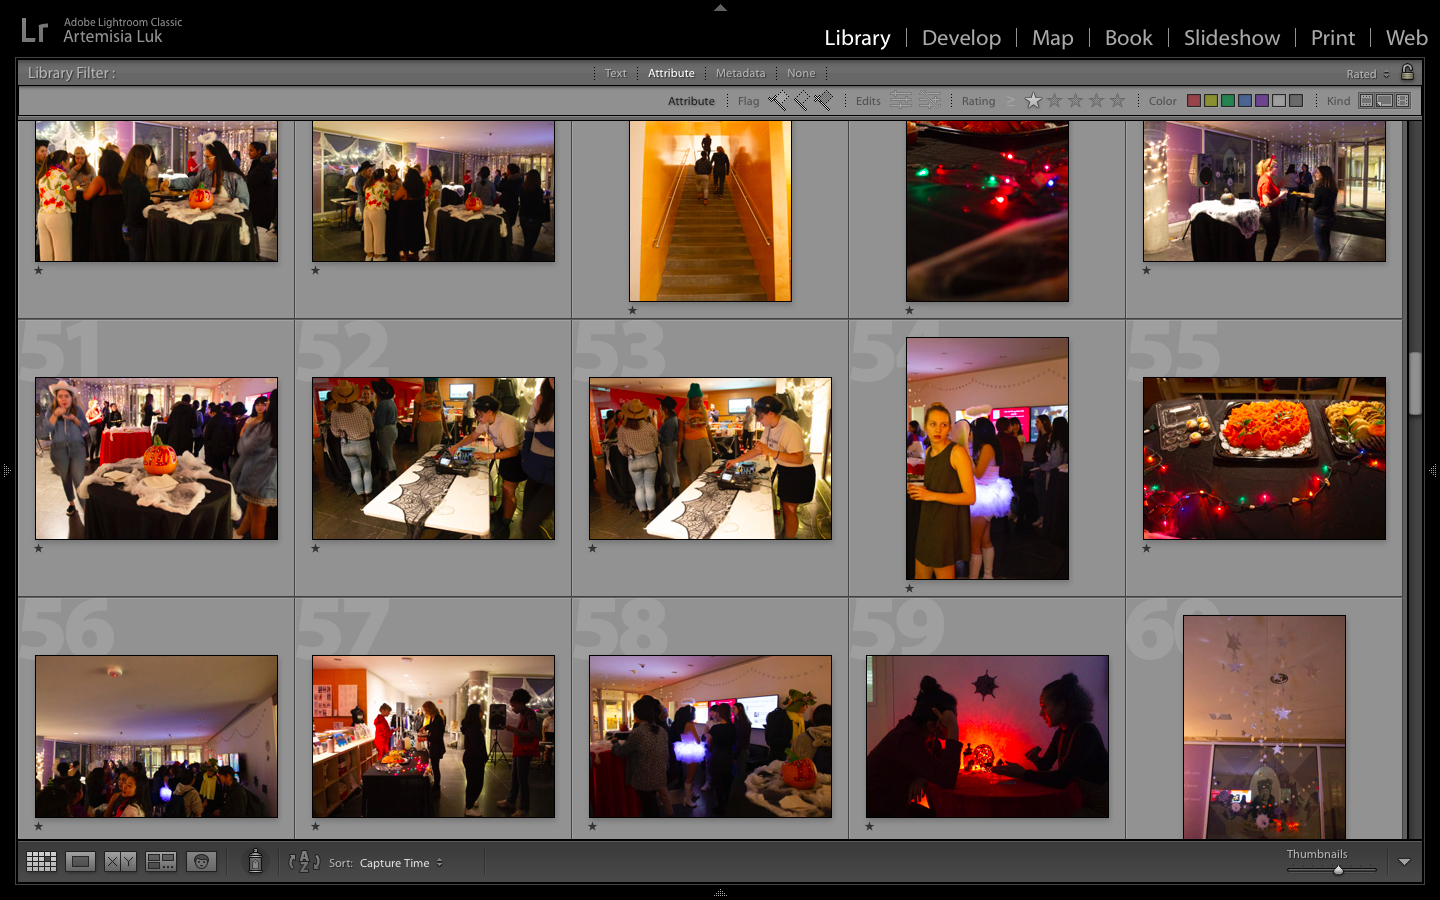 Lr
Adobe Lightroom Classic
Artemisia Luk
Library
Develop
Map
Book
Slideshow
Print
Web
Library Filter :
Text
Attribute
Metadata
None
Rated
Attribute
Flag
Edits
Rating
≥
Color
Kind
51
52
53
54
55
56
57
58
59
60
XY
AZ
Sort: Capture Time
Thumbnails